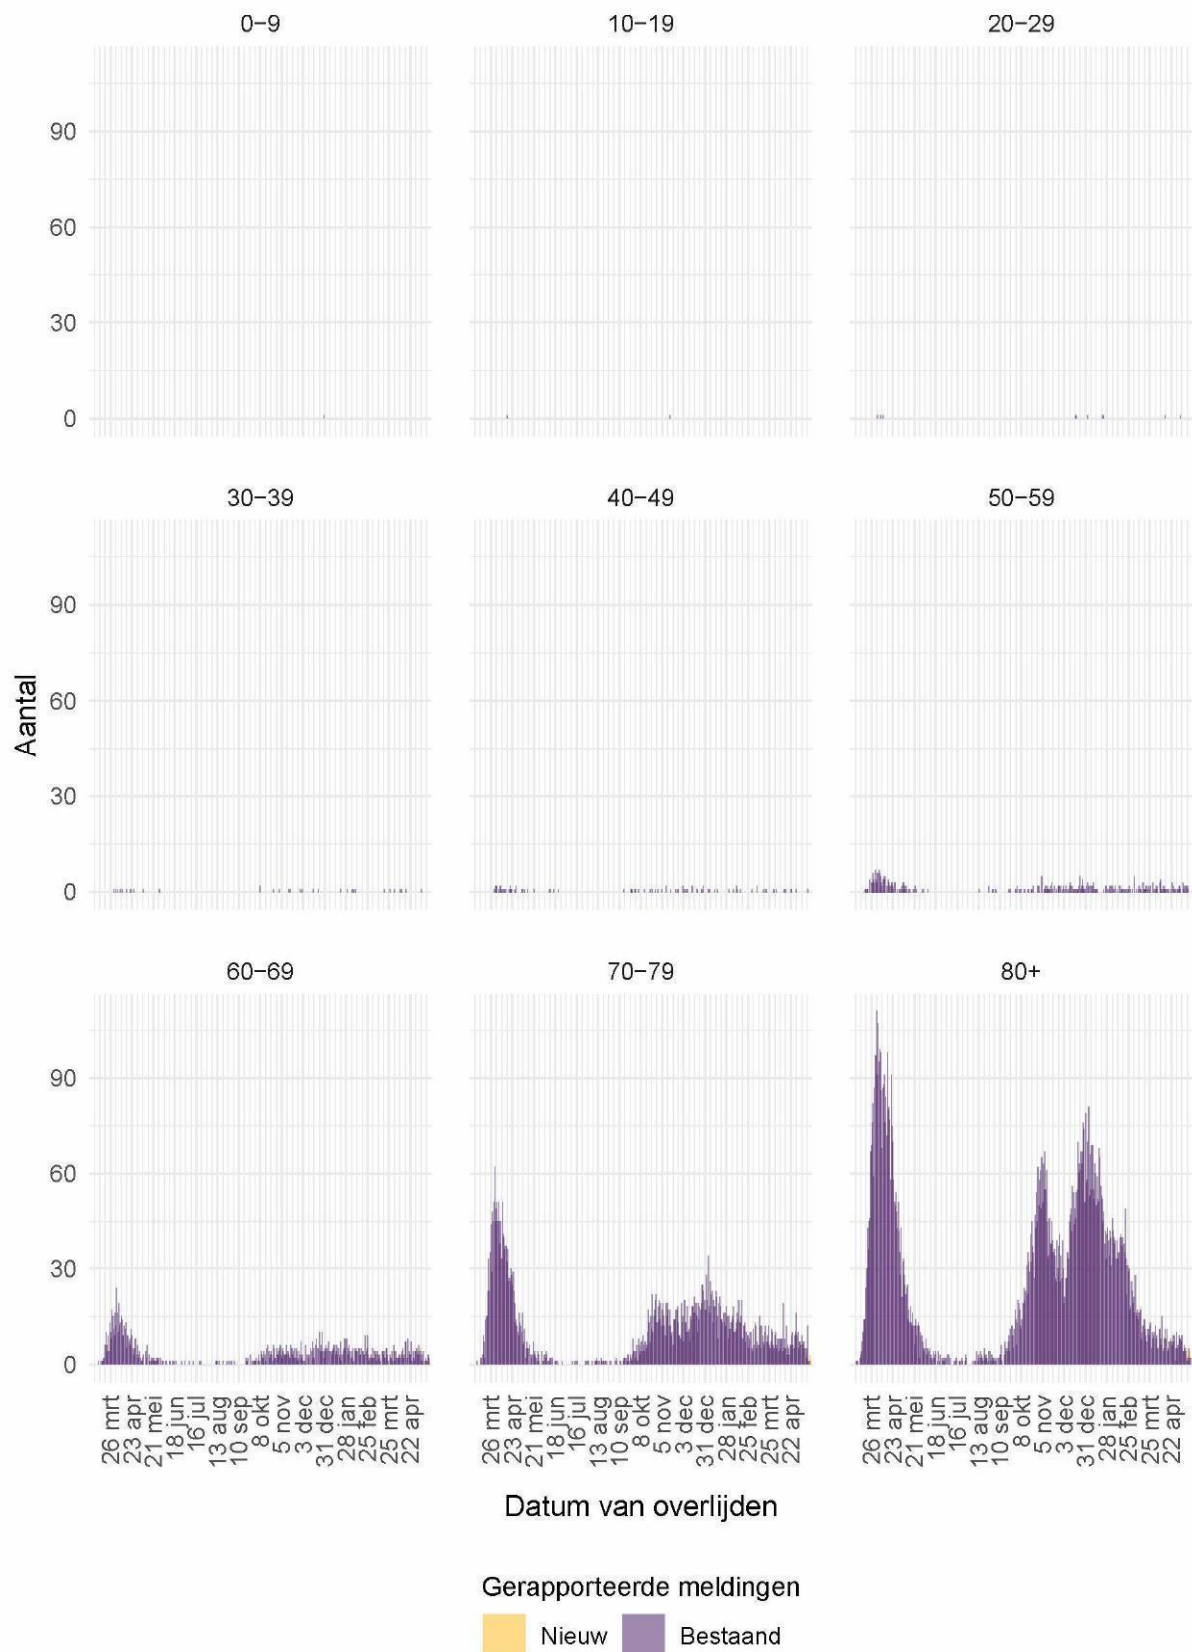 0−9 10−19 20−29
90
60
30
0
30−39 40−49 50−59
90
60
30
0
Aantal
60−69 70−79 80+
90
60
30
0
26 mrt 23 apr 21 mei 18 jun 16 jul 13 aug 10 sep 8 okt 5 nov 3 dec 31 dec 28 jan 25 feb 25 mrt 22 apr
26 mrt 23 apr 21 mei 18 jun 16 jul 13 aug 10 sep 8 okt 5 nov 3 dec 31 dec 28 jan 25 feb 25 mrt 22 apr
26 mrt 23 apr 21 mei 18 jun 16 jul 13 aug 10 sep 8 okt 5 nov 3 dec 31 dec 28 jan 25 feb 25 mrt 22 apr
Datum van overlijden
Gerapporteerde meldingen
Nieuw Bestaand